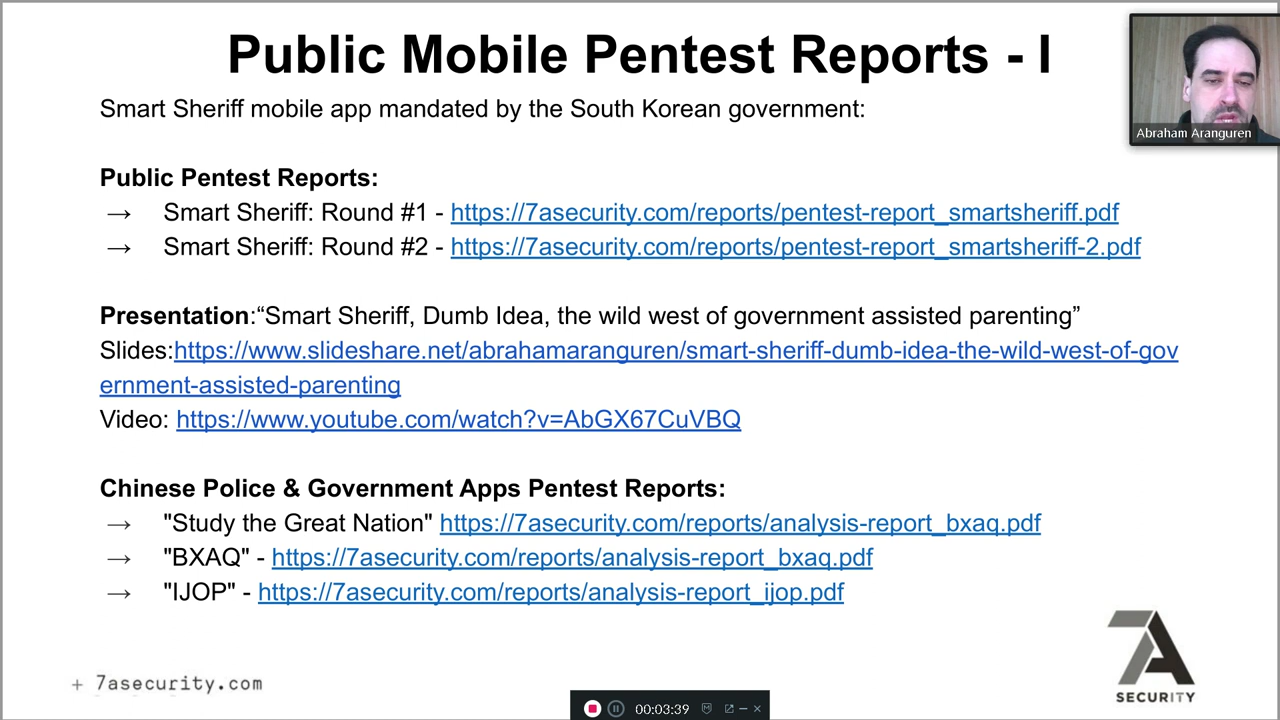 Public Mobile Pentest Reports - I
Smart Sheriff mobile app mandated by the South Korean government:
Abraham Aranguren
Public Pentest Reports:
→ Smart Sheriff: Round #1 - https://7asecurity.com/reports/pentest-report_smartsheriff.pdf
→ Smart Sheriff: Round #2 - https://7asecurity.com/reports/pentest-report_smartsheriff-2.pdf
Presentation:“Smart Sheriff, Dumb Idea, the wild west of government assisted parenting”
Slides:https://www.slideshare.net/abrahamaranguren/smart-sheriff-dumb-idea-the-wild-west-of-gov
ernment-assisted-parenting
Video: https://www.youtube.com/watch?v=AbGX67CuVBQ
Chinese Police & Government Apps Pentest Reports:
→ "Study the Great Nation" https://7asecurity.com/reports/analysis-report_bxaq.pdf
→ "BXAQ" - https://7asecurity.com/reports/analysis-report_bxaq.pdf
→ "IJOP" - https://7asecurity.com/reports/analysis-report_ijop.pdf
+ 7asecurity.com
7A
SECURITY
00:03:39